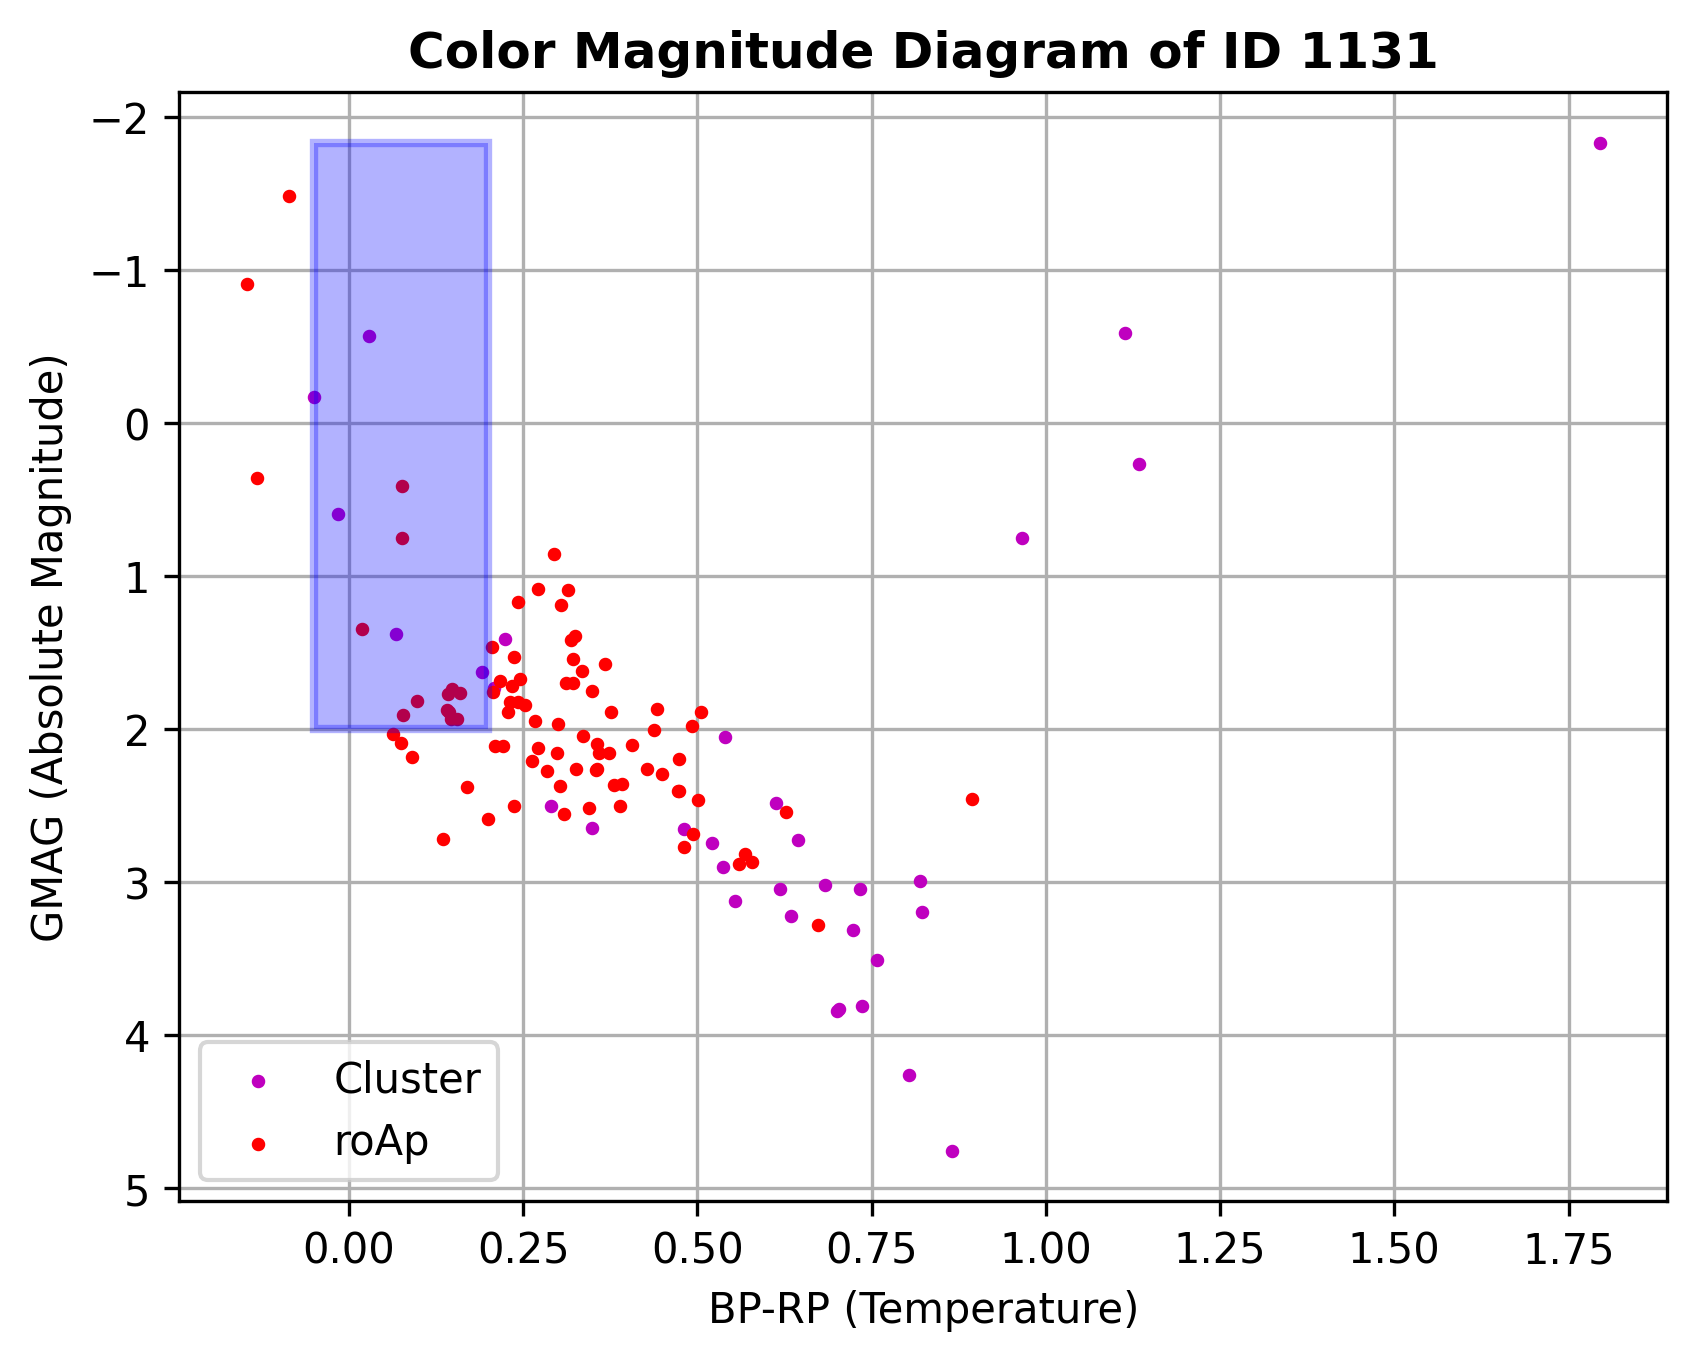 Color Magnitude Diagram of ID 1131
−2
−1
0
1
2
3
4
5
GMAG (Absolute Magnitude)
Cluster
roAp
0.00 0.25 0.50 0.75 1.00 1.25 1.50 1.75
BP-RP (Temperature)